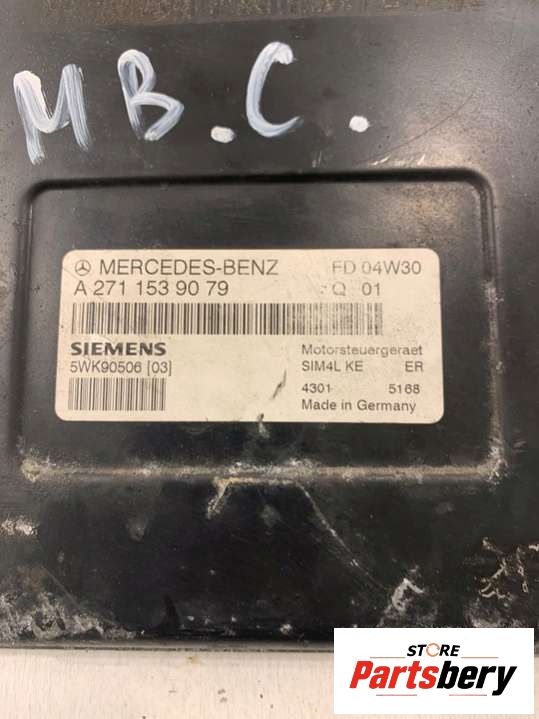 MB.C.
MERCEDES-BENZ FD 04W30
A 271 153 90 79 Q 01
SIEMENS Motorsteuergeraet
5WK90506 [03] SIM4L KE ER
4301 5168
Made in Germany
STORE
Partsbery